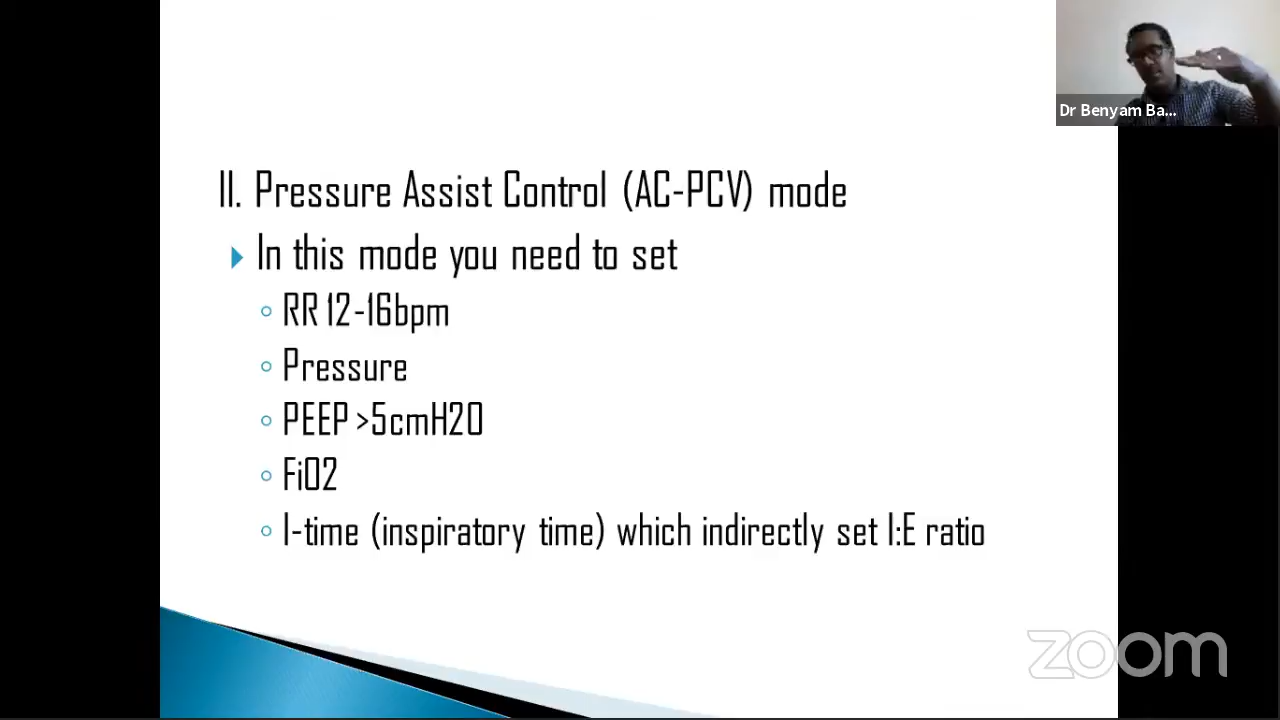 Dr Benyam Ba...
II. Pressure Assist Control (AC-PCV) mode
In this mode you need to set
RR 12-16bpm
Pressure
PEEP >5cmH2O
FiO2
I-time (inspiratory time) which indirectly set I:E ratio
zoom